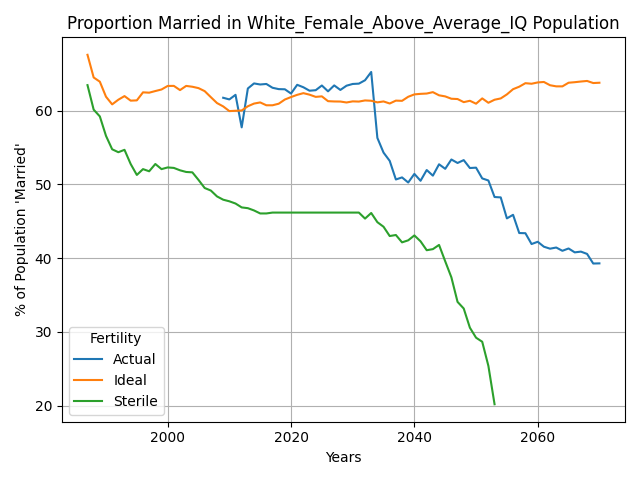 Proportion Married in White_Female_Above_Average_IQ Population
% of Population 'Married'
60
50
40
30
20
Fertility
Actual
Ideal
Sterile
2000 2020 2040 2060
Years